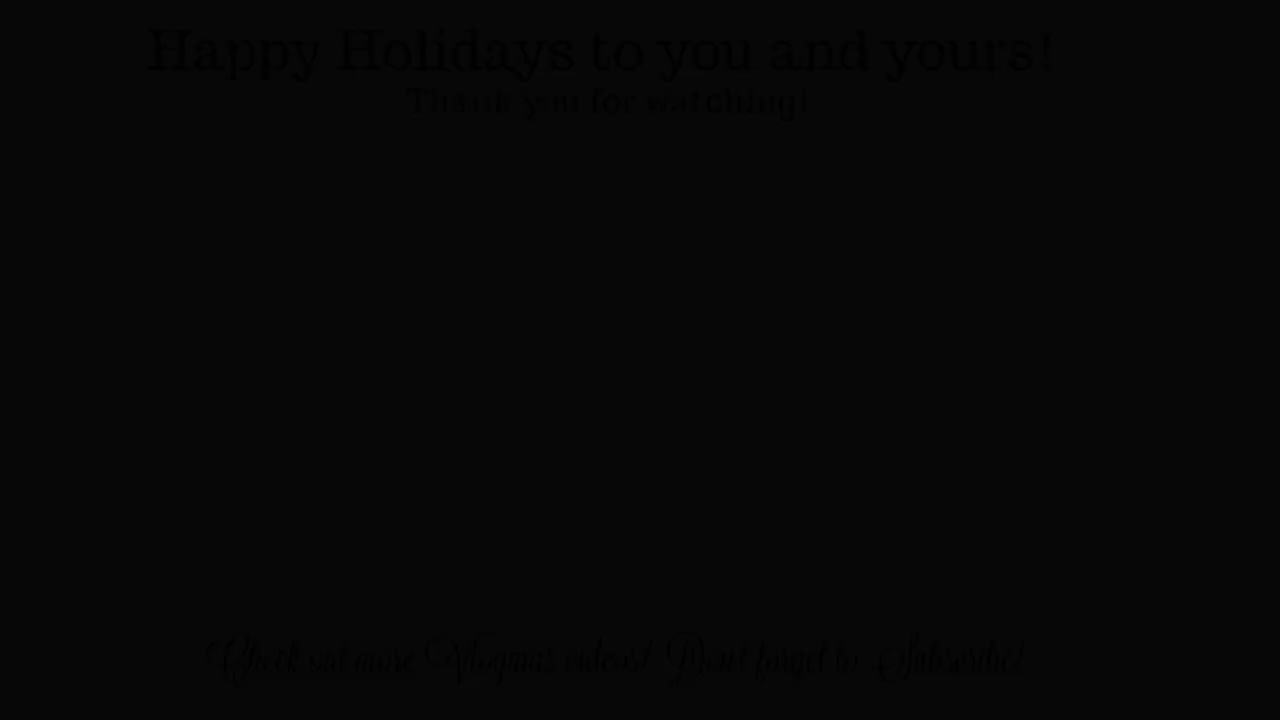 Happy Holidays to you and yours!
Thank you for watching!
Check out more Vlogmas videos! Don't forget to Subscribe!